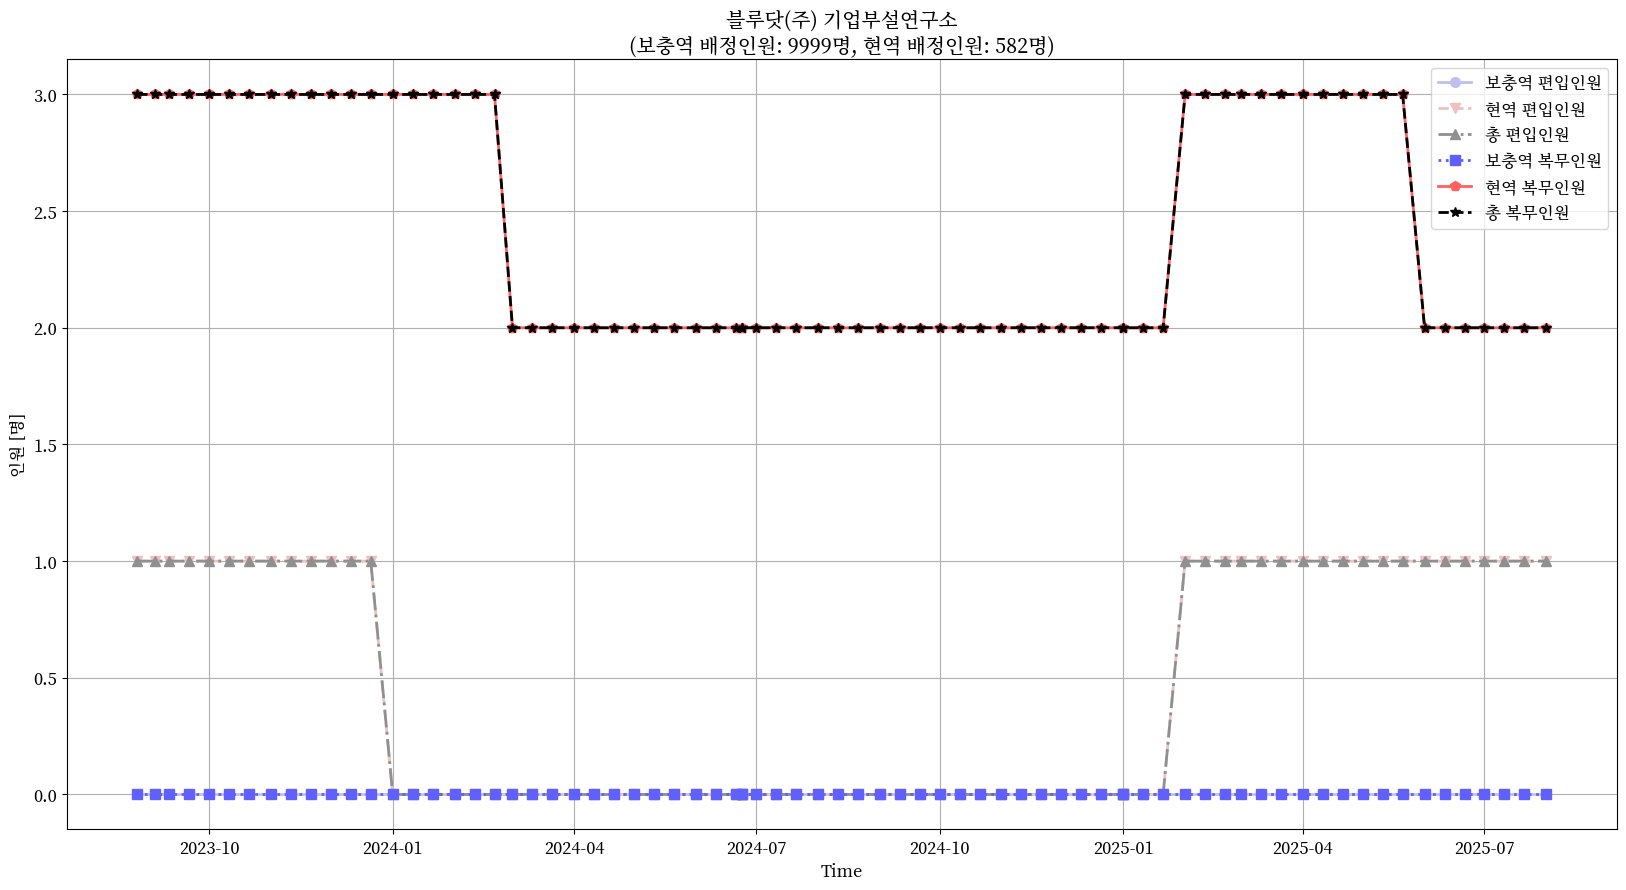 블루닷(주) 기업부설연구소
(보충역 배정인원: 9999명, 현역 배정인원: 582명)
보충역 편입인원
현역 편입인원
총 편입인원
보충역 복무인원
현역 복무인원
총 복무인원
인원 [명]
3.0
2.5
2.0
1.5
1.0
0.5
0.0
2023-10
2024-01
2024-04
2024-07
2024-10
2025-01
2025-04
2025-07
Time